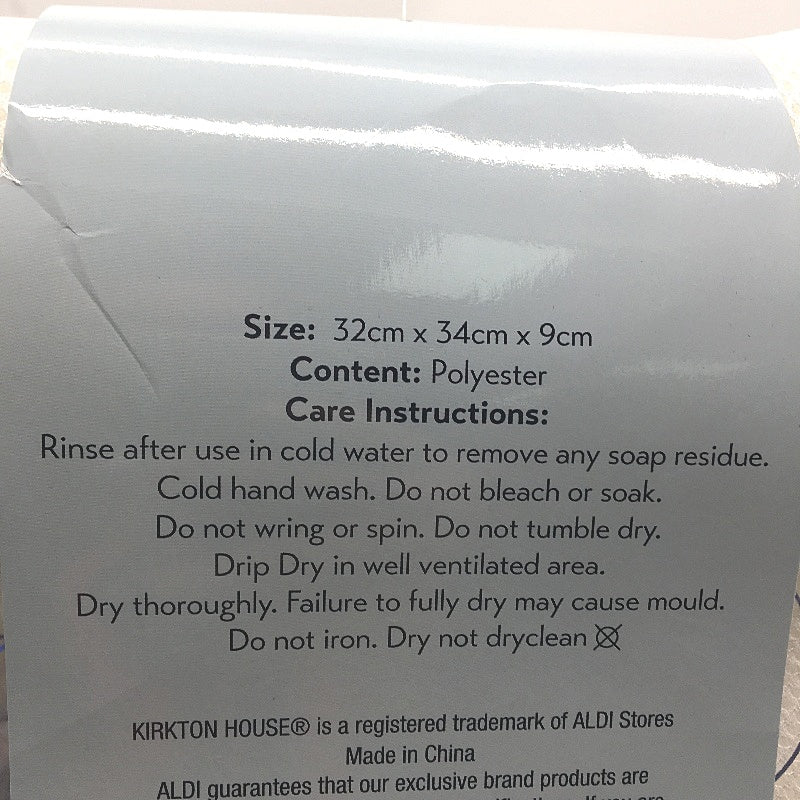 Size: 32cm x 34cm x 9cm
Content: Polyester
Care Instructions:
Rinse after use in cold water to remove any soap residue.
Cold hand wash. Do not bleach or soak.
Do not wring or spin. Do not tumble dry.
Drip Dry in well ventilated area.
Dry thoroughly. Failure to fully dry may cause mould.
Do not iron. Dry not dryclean
KIRKTON HOUSE® is a registered trademark of ALDI Stores
Made in China
ALDI guarantees that our exclusive brand products are